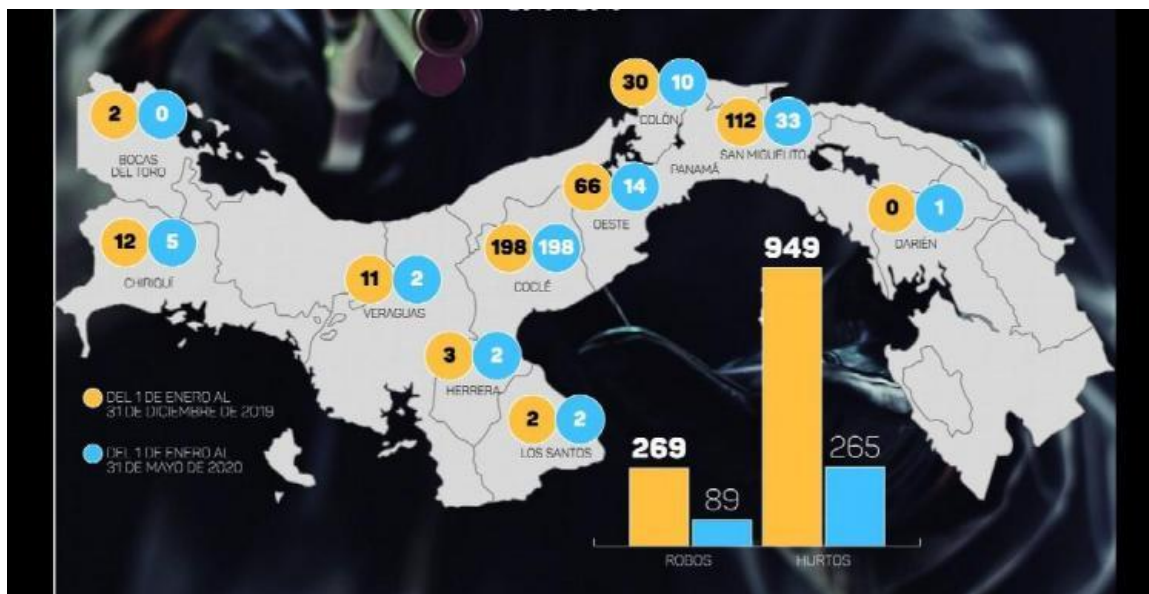 2
0
BOCAS
DEL TORO
12
5
CHIRIQUÍ
11
2
VERAGUAS
3
2
HERRERA
2
2
LOS SANTOS
198
198
COCLÉ
66
14
OESTE
30
10
COLÓN
PANAMÁ
112
33
SAN MIGUELITO
0
1
DARIÉN
DEL 1 DE ENERO AL
31 DE DICIEMBRE DE 2019
DEL 1 DE ENERO AL
31 DE MAYO DE 2020
269
89
ROBOS
949
265
HURTOS